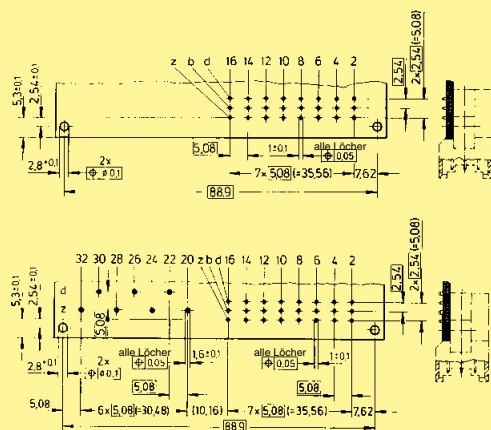 z b d 16 14 12 10 8 6 4 2
5,3±0,1
2,54±0,1
2,54
2×2,54(=5,08)
5,08
1±0,1
alle Löcher
⌖ 0,05
2,8+0,1
2x
⌖ ø0,1
7×5,08(=35,56)
7,62
88,9
32 30 28 26 24 22 20 z b d 16 14 12 10 8 6 4 2
d
z
5,3±0,1
2,54±0,1
5,08
2,54
2×2,54(=5,08)
2,8+0,1
2x
⌖ ø0,1
alle Löcher
⌖ 0,05
1,6±0,1
alle Löcher
⌖ 0,05
1±0,1
5,08
5,08
5,08
6×5,08(=30,48)
(10,16)
7×5,08(=35,56)
7,62
88,9